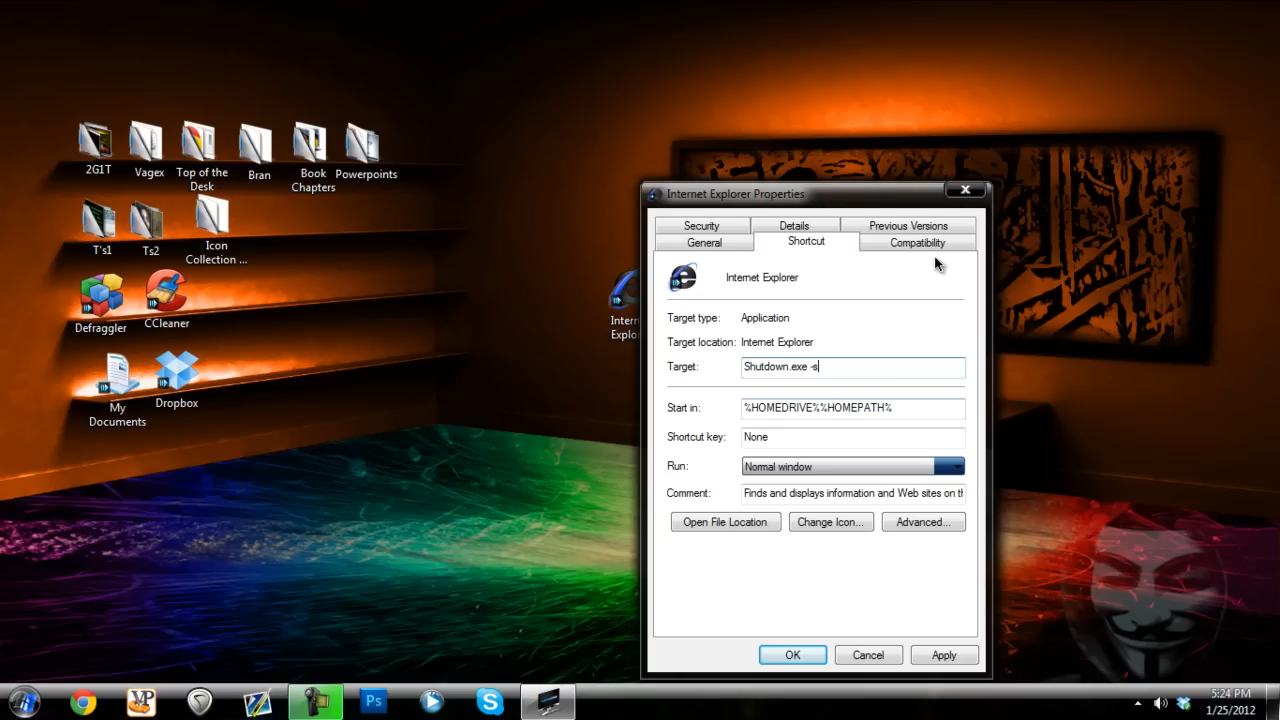 2G1T
Vagex
Top of the
Desk
Bran
Book
Chapters
Powerpoints
T's1
Ts2
Icon
Collection ...
Defraggler
CCleaner
My
Documents
Dropbox
Intern
Explo
Internet Explorer Properties
Security
Details
Previous Versions
General
Shortcut
Compatibility
Internet Explorer
Target type: Application
Target location: Internet Explorer
Target: Shutdown.exe -s
Start in: %HOMEDRIVE%%HOMEPATH%
Shortcut key: None
Run: Normal window
Comment: Finds and displays information and Web sites on th
Open File Location
Change Icon...
Advanced...
OK
Cancel
Apply
VP
Ps
5:24 PM
1/25/2012